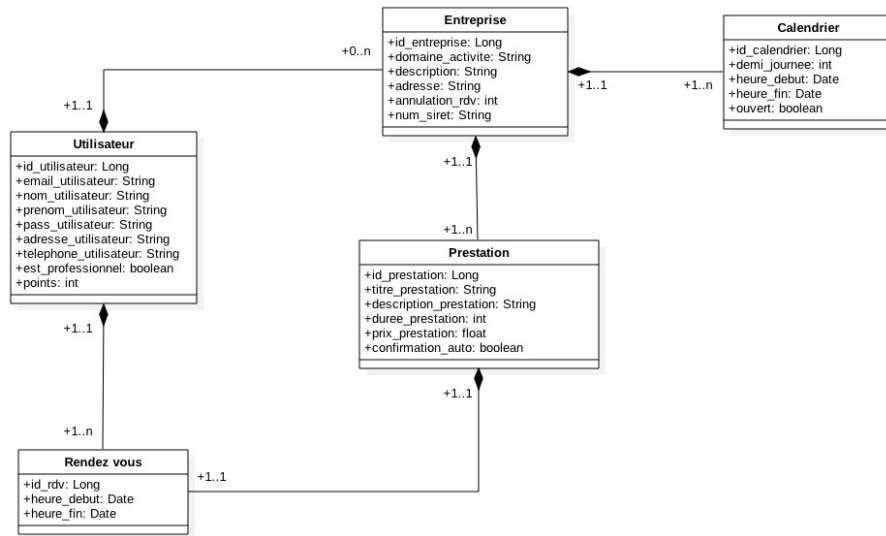 Entreprise
+id_entreprise: Long
+domaine_activite: String
+description: String
+adresse: String
+annulation_rdv: int
+num_siret: String
Calendrier
+id_calendrier: Long
+demi_journee: int
+heure_debut: Date
+heure_fin: Date
+ouvert: boolean
+0..n
+1..1
+1..1
+1..n
Utilisateur
+id_utilisateur: Long
+email_utilisateur: String
+nom_utilisateur: String
+prenom_utilisateur: String
+pass_utilisateur: String
+adresse_utilisateur: String
+telephone_utilisateur: String
+est_professionnel: boolean
+points: int
+1..1
+1..n
Prestation
+id_prestation: Long
+titre_prestation: String
+description_prestation: String
+duree_prestation: int
+prix_prestation: float
+confirmation_auto: boolean
+1..1
+1..1
+1..n
+1..1
Rendez vous
+id_rdv: Long
+heure_debut: Date
+heure_fin: Date